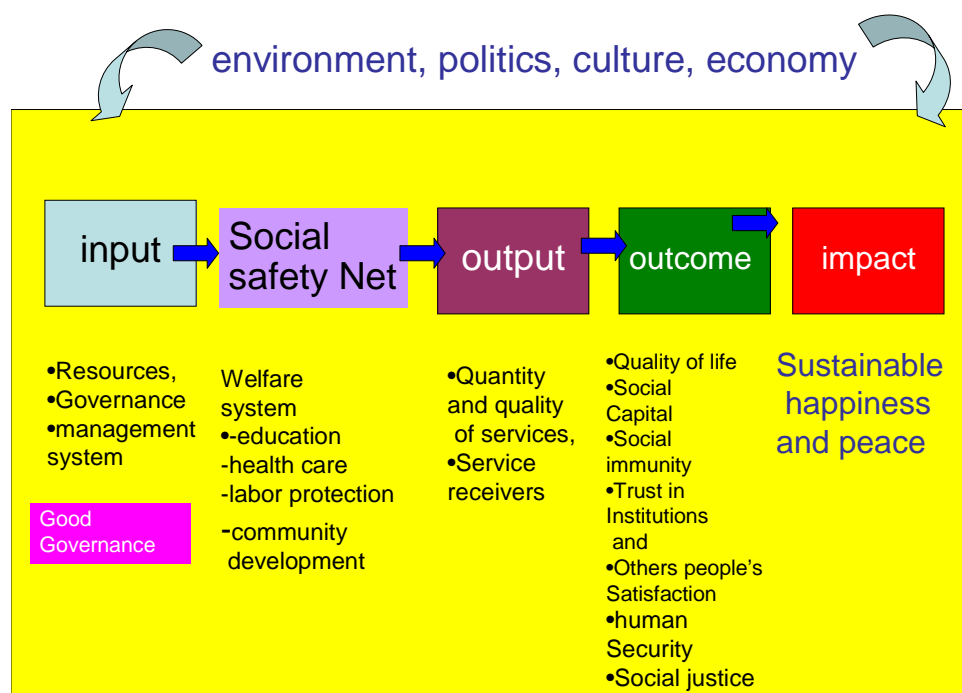 environment, politics, culture, economy
input
Social
safety Net
output
outcome
impact
•Resources,
•Governance
•management
system
Good
Governance
Welfare
system
•-education
-health care
-labor protection
-community
development
•Quantity
and quality
of services,
•Service
receivers
•Quality of life
•Social
Capital
•Social
immunity
•Trust in
Institutions
and
•Others people's
Satisfaction
•human
Security
•Social justice
Sustainable
happiness
and peace